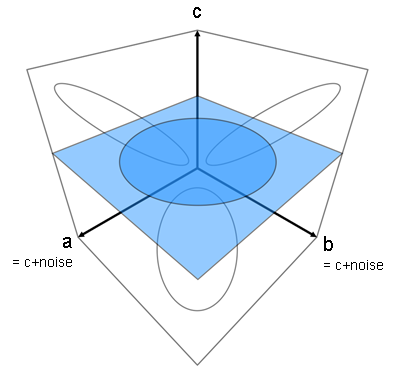 c
a
= c+noise
b
= c+noise